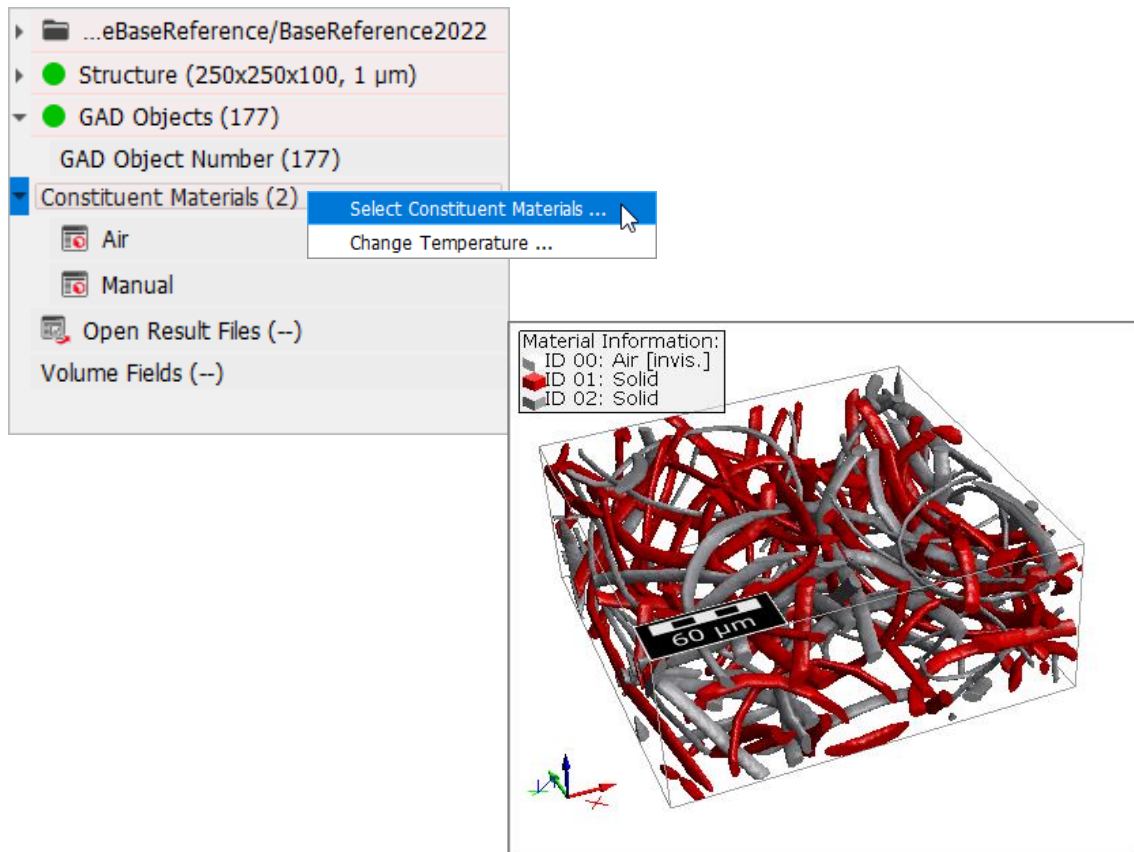 ...eBaseReference/BaseReference2022
Structure (250x250x100, 1 µm)
GAD Objects (177)
GAD Object Number (177)
Constituent Materials (2)
Select Constituent Materials ...
Change Temperature ...
Air
Manual
Open Result Files (--)
Volume Fields (--)
Material Information:
ID 00: Air [invis.]
ID 01: Solid
ID 02: Solid
60 µm